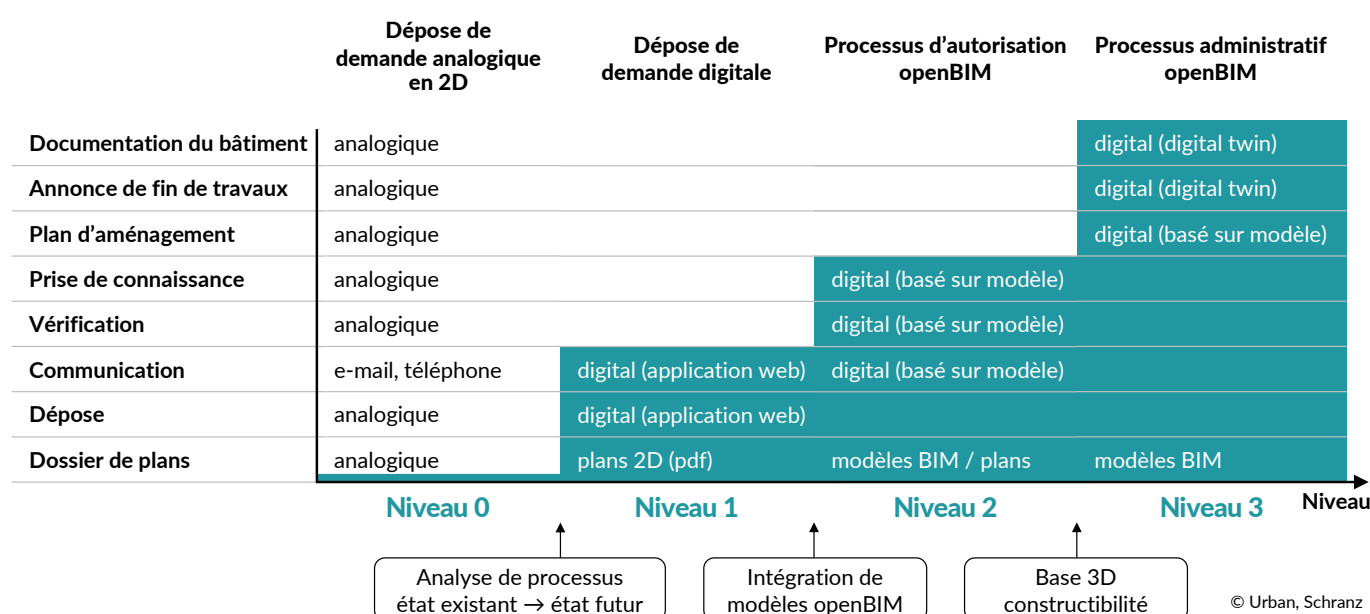 Dépose de
demande analogique
en 2D
Dépose de
demande digitale
Processus d'autorisation
openBIM
Processus administratif
openBIM
Documentation du bâtiment analogique digital (digital twin)
Annonce de fin de travaux analogique digital (digital twin)
Plan d'aménagement analogique digital (basé sur modèle)
Prise de connaissance analogique digital (basé sur modèle)
Vérification analogique digital (basé sur modèle)
Communication e-mail, téléphone digital (application web) digital (basé sur modèle)
Dépose analogique digital (application web)
Dossier de plans analogique plans 2D (pdf) modèles BIM / plans modèles BIM
Niveau 0 Niveau 1 Niveau 2 Niveau 3 Niveau
Analyse de processus
état existant → état futur
Intégration de
modèles openBIM
Base 3D
constructibilité
© Urban, Schranz